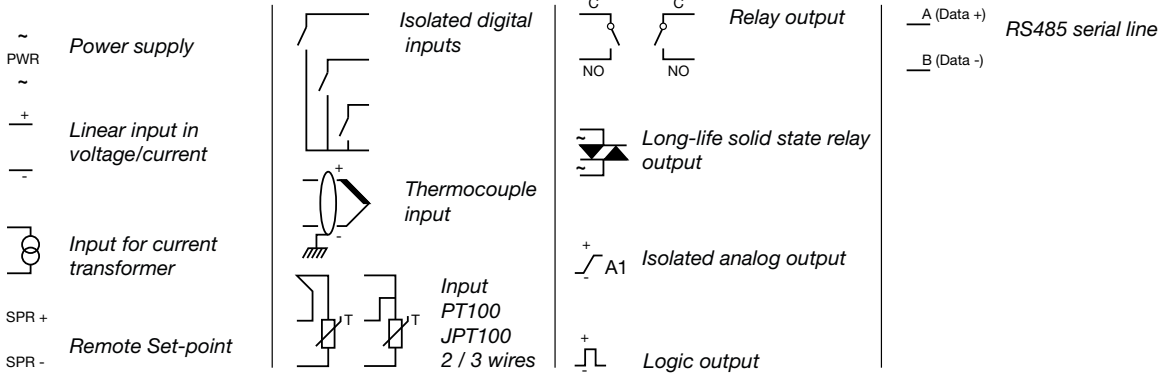 ~
PWR
~
Power supply
+
-
Linear input in
voltage/current
Input for current
transformer
SPR +
SPR -
Remote Set-point
Isolated digital
inputs
+
-
Thermocouple
input
T
T
Input
PT100
JPT100
2 / 3 wires
C
C
NO
NO
Relay output
~
~
Long-life solid state relay
output
+
-
A1
Isolated analog output
+
-
Logic output
A (Data +)
B (Data -)
RS485 serial line